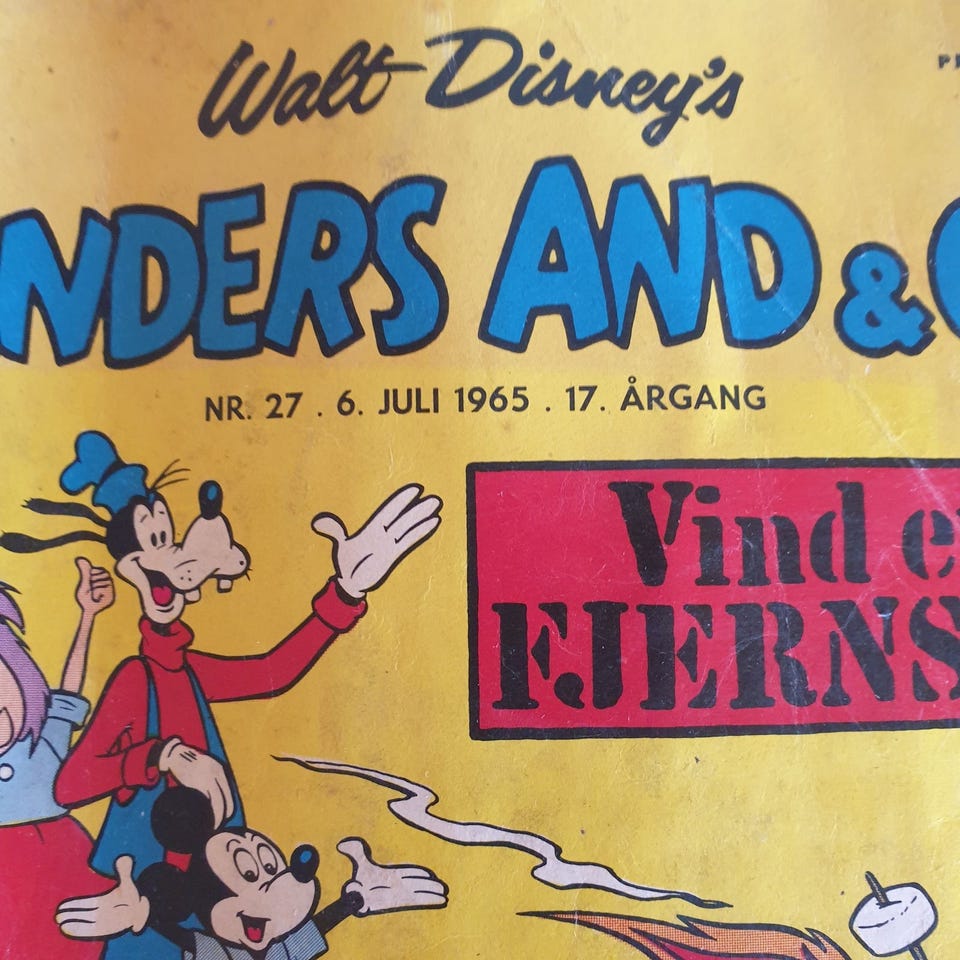 Walt Disney's
NDERS AND &
NR. 27 . 6. JULI 1965 . 17. ÅRGANG
Vind e
FJERNS